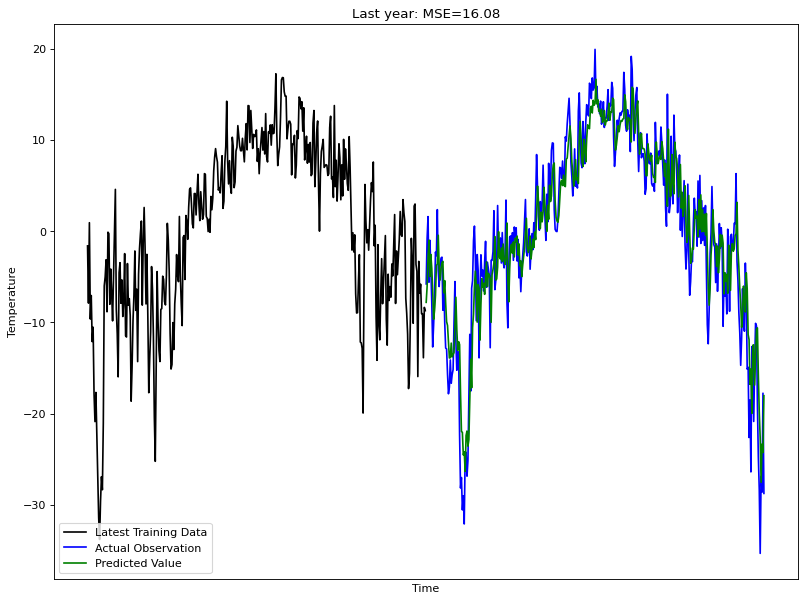 Last year: MSE=16.08
Temperature
20
10
0
−10
−20
−30
Latest Training Data
Actual Observation
Predicted Value
Time